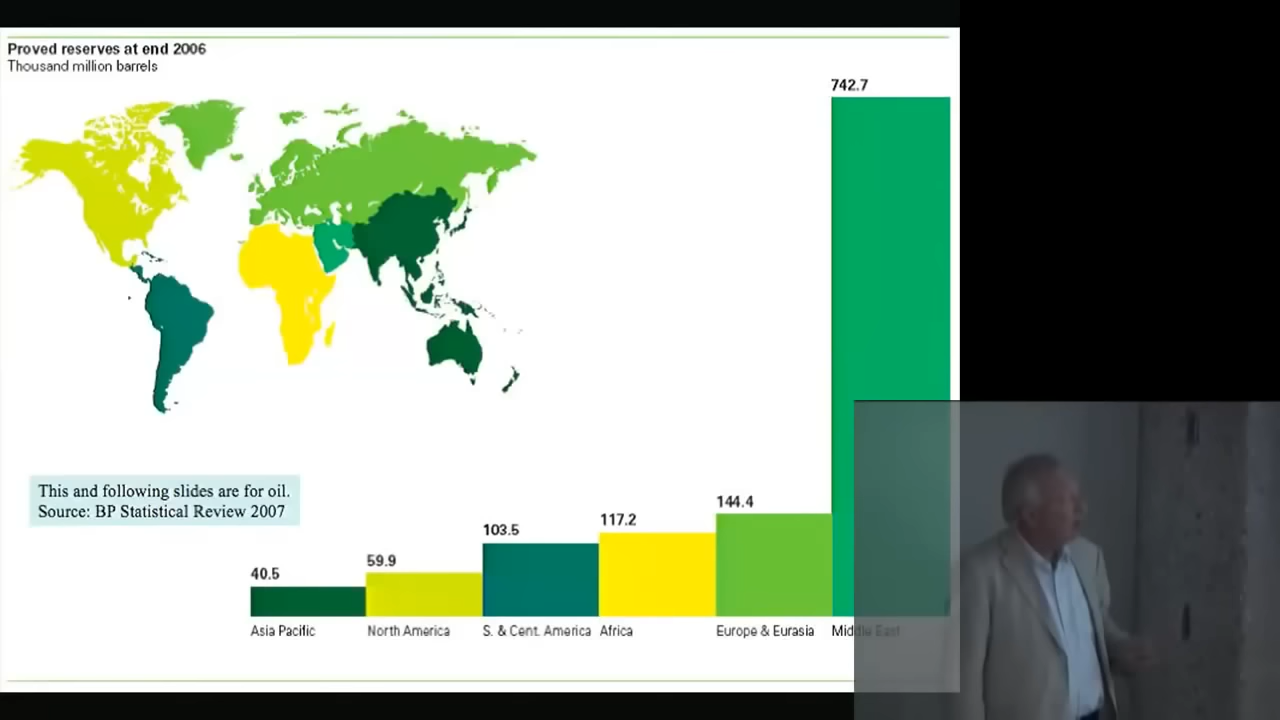 Proved reserves at end 2006
Thousand million barrels
742.7
This and following slides are for oil.
Source: BP Statistical Review 2007
144.4
117.2
103.5
59.9
40.5
Asia Pacific
North America
S. & Cent. America
Africa
Europe & Eurasia
Middle East